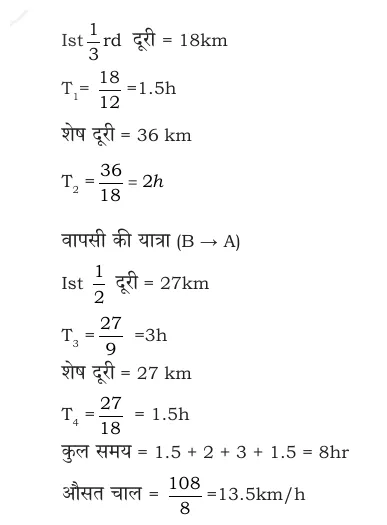 Ist 1/3 rd दूरी = 18km
T₁ = 18/12 =1.5h
शेष दूरी = 36 km
T₂ = 36/18 = 2h
वापसी की यात्रा (B → A)
Ist 1/2 दूरी = 27km
T₃ = 27/9 =3h
शेष दूरी = 27 km
T₄ = 27/18 = 1.5h
कुल समय = 1.5 + 2 + 3 + 1.5 = 8hr
औसत चाल = 108/8 =13.5km/h